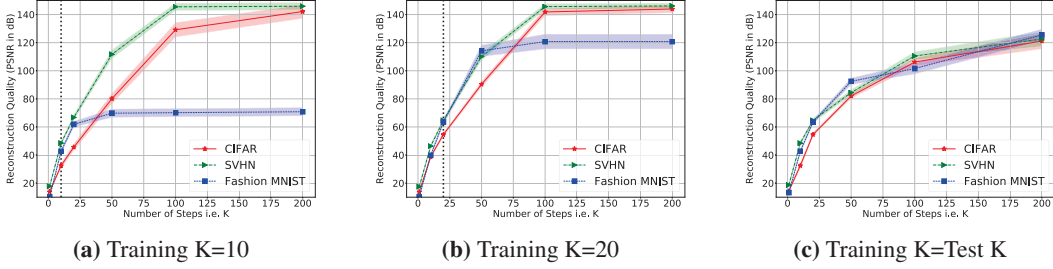 Reconstruction Quality (PSNR in dB)
140
120
100
80
60
40
20
CIFAR
SVHN
Fashion MNIST
0 25 50 75 100 125 150 175 200
Number of Steps i.e. K
(a) Training K=10
Reconstruction Quality (PSNR in dB)
140
120
100
80
60
40
20
CIFAR
SVHN
Fashion MNIST
0 25 50 75 100 125 150 175 200
Number of Steps i.e. K
(b) Training K=20
Reconstruction Quality (PSNR in dB)
140
120
100
80
60
40
20
CIFAR
SVHN
Fashion MNIST
0 25 50 75 100 125 150 175 200
Number of Steps i.e. K
(c) Training K=Test K